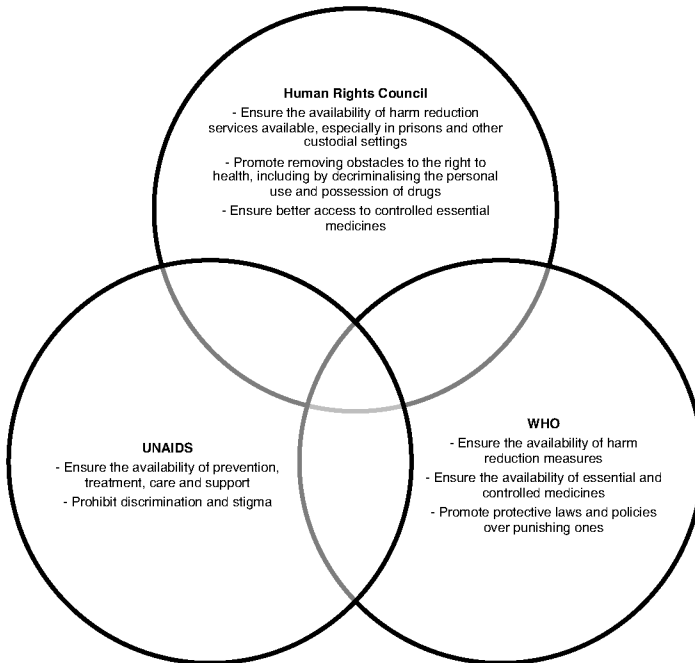 Human Rights Council
- Ensure the availability of harm reduction
services available, especially in prisons and other
custodial settings
- Promote removing obstacles to the right to
health, including by decriminalising the personal
use and possession of drugs
- Ensure better access to controlled essential
medicines
UNAIDS
- Ensure the availability of prevention,
treatment, care and support
- Prohibit discrimination and stigma
WHO
- Ensure the availability of harm
reduction measures
- Ensure the availability of essential and
controlled medicines
- Promote protective laws and policies
over punishing ones